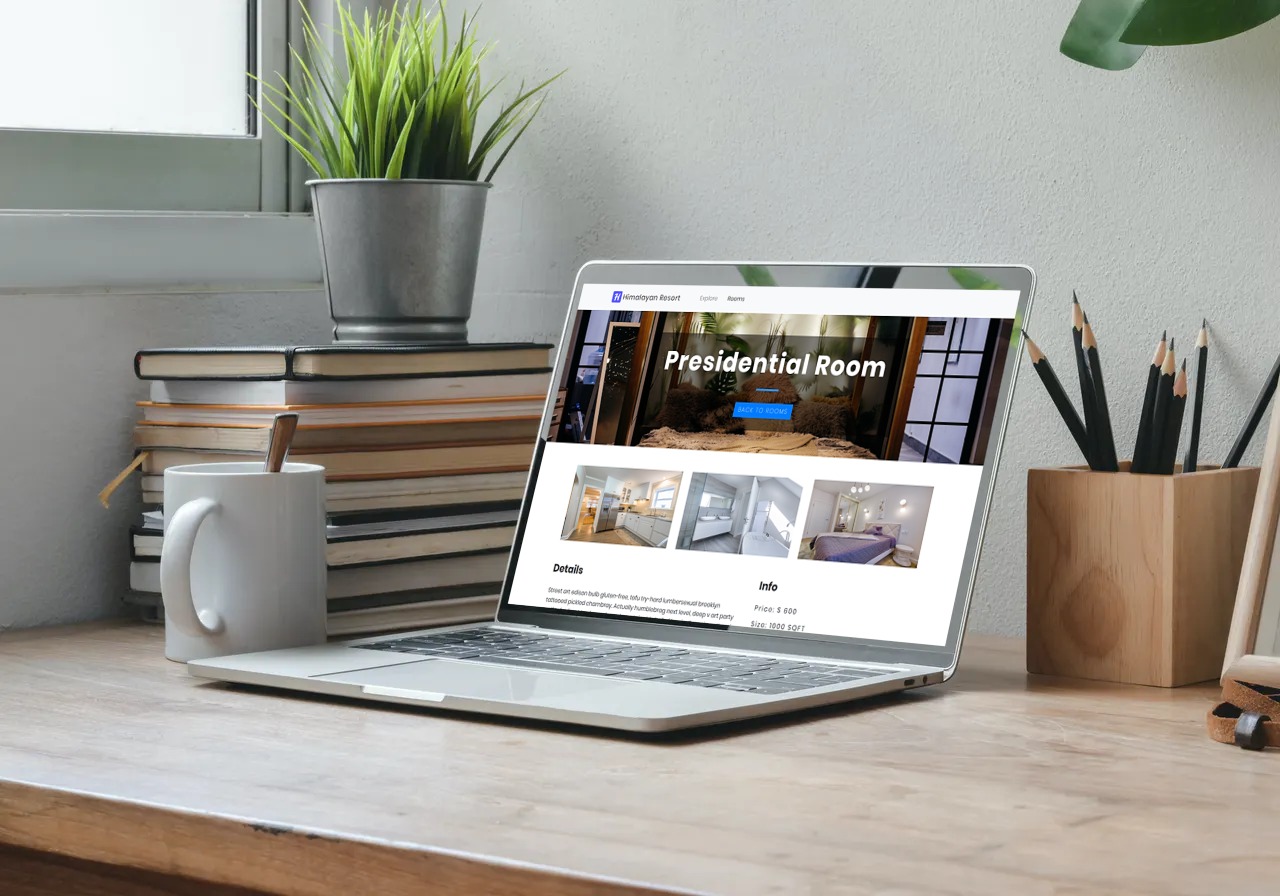 H Himalayan Resort
Explore Rooms
Presidential Room
BACK TO ROOMS
Details
Street art edison bulb gluten-free, tofu try-hard lumbersexual brooklyn
tattooed pickled chambray. Actually humblebrag next level, deep v art party
Info
Price: $ 600
Size: 1000 SQFT